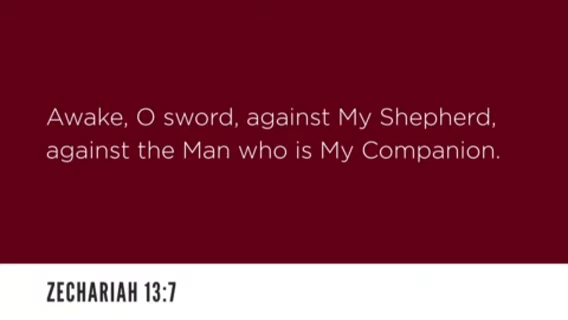 Awake, O sword, against My Shepherd,
against the Man who is My Companion.
ZECHARIAH 13:7